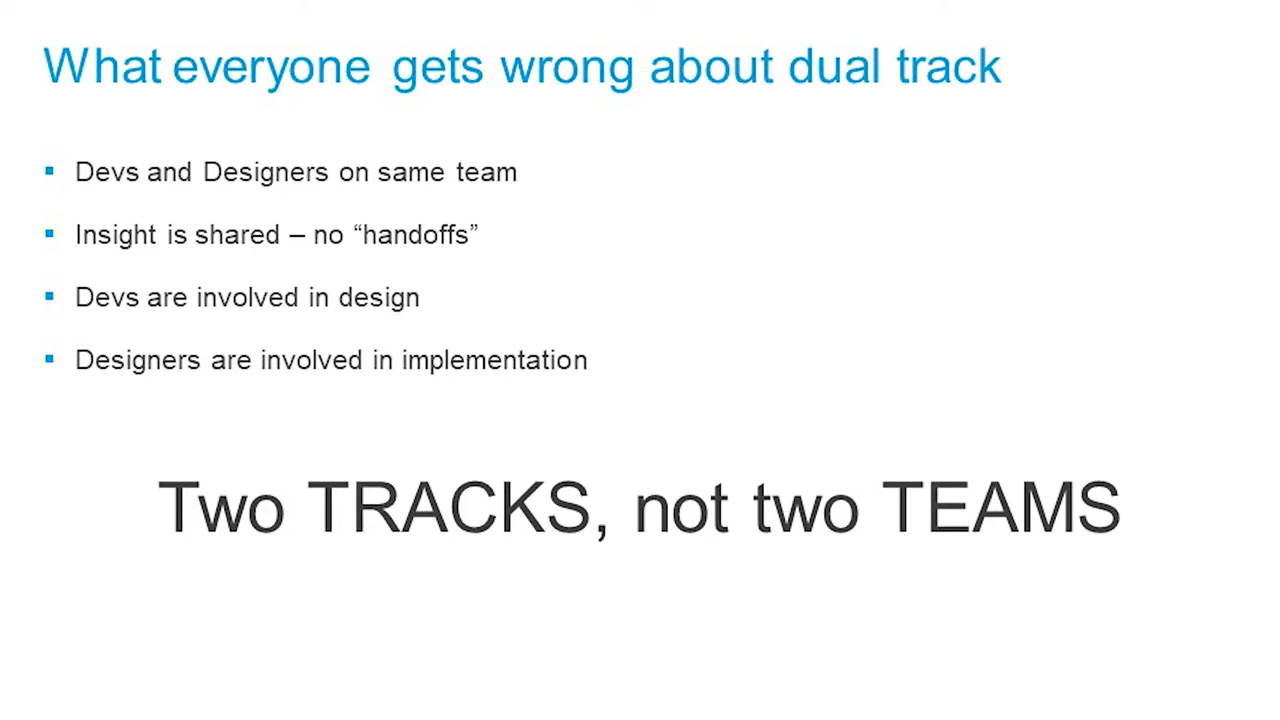 What everyone gets wrong about dual track
▪ Devs and Designers on same team
▪ Insight is shared – no “handoffs”
▪ Devs are involved in design
▪ Designers are involved in implementation
Two TRACKS, not two TEAMS